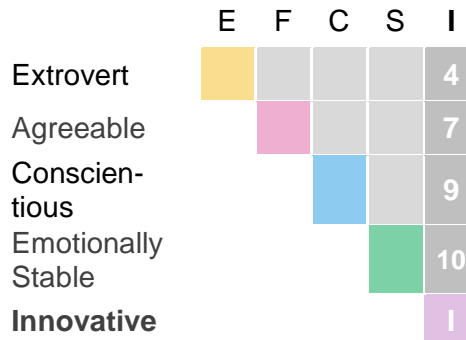 E F C S I
Extrovert 4
Agreeable 7
Conscien-
tious 9
Emotionally
Stable 10
Innovative I